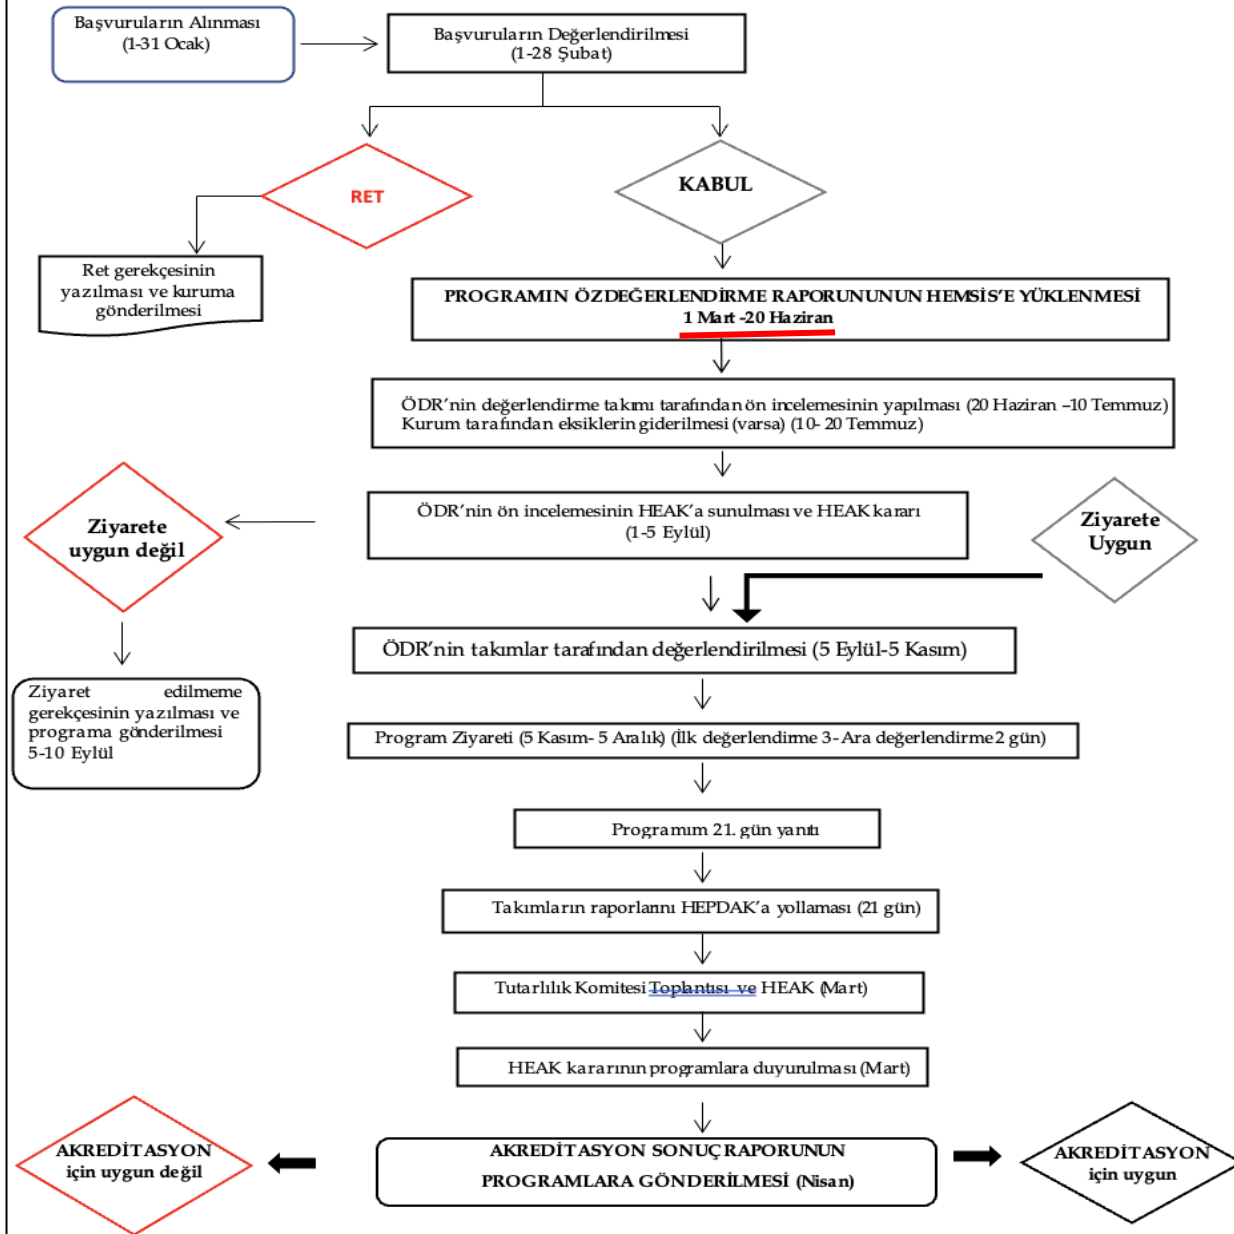 Başvuruların Alınması
(1-31 Ocak)
Başvuruların Değerlendirilmesi
(1-28 Şubat)
RET
KABUL
Ret gerekçesinin
yazılması ve kuruma
gönderilmesi
PROGRAMIN ÖZDEĞERLENDİRME RAPORUNUNUN HEMSİS'E YÜKLENMESİ
1 Mart -20 Haziran
ÖDR'nin değerlendirme takımı tarafından ön incelemesinin yapılması (20 Haziran –10 Temmuz)
Kurum tarafından eksiklerin giderilmesi (varsa) (10- 20 Temmuz)
Ziyarete
uygun değil
ÖDR'nin ön incelemesinin HEAK'a sunulması ve HEAK kararı
(1-5 Eylül)
Ziyarete
Uygun
ÖDR'nin takımlar tarafından değerlendirilmesi (5 Eylül-5 Kasım)
Ziyaret edilmeme
gerekçesinin yazılması ve
programa gönderilmesi
5-10 Eylül
Program Ziyareti (5 Kasım- 5 Aralık) (İlk değerlendirme 3- Ara değerlendirme 2 gün)
Programım 21. gün yanıtı
Takımların raporlarını HEPDAK'a yollaması (21 gün)
Tutarlılık Komitesi Toplantısı ve HEAK (Mart)
HEAK kararının programlara duyurulması (Mart)
AKREDİTASYON
için uygun değil
AKREDİTASYON SONUÇ RAPORUNUN
PROGRAMLARA GÖNDERİLMESİ (Nisan)
AKREDİTASYON
için uygun